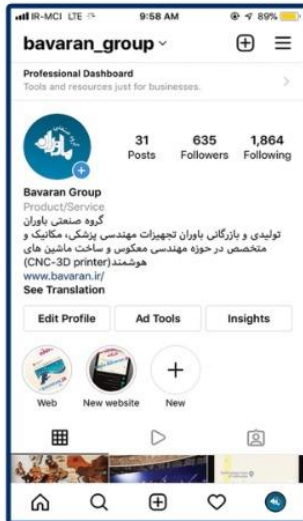 IR-MCI LTE 9:58 AM 89%
bavaran_group
Professional Dashboard
Tools and resources just for businesses.
31 635 1,864
Posts Followers Following
Bavaran Group
Product/Service
گروه صنعتی باوران
تولیدی و بازرگانی باوران تجهیزات مهندسی پزشکی، مکانیک و
متخصص در حوزه مهندسی معکوس و ساخت ماشین های
هوشمند(CNC-3D printer)
www.bavaran.ir/
See Translation
Edit Profile Ad Tools Insights
Web New website New